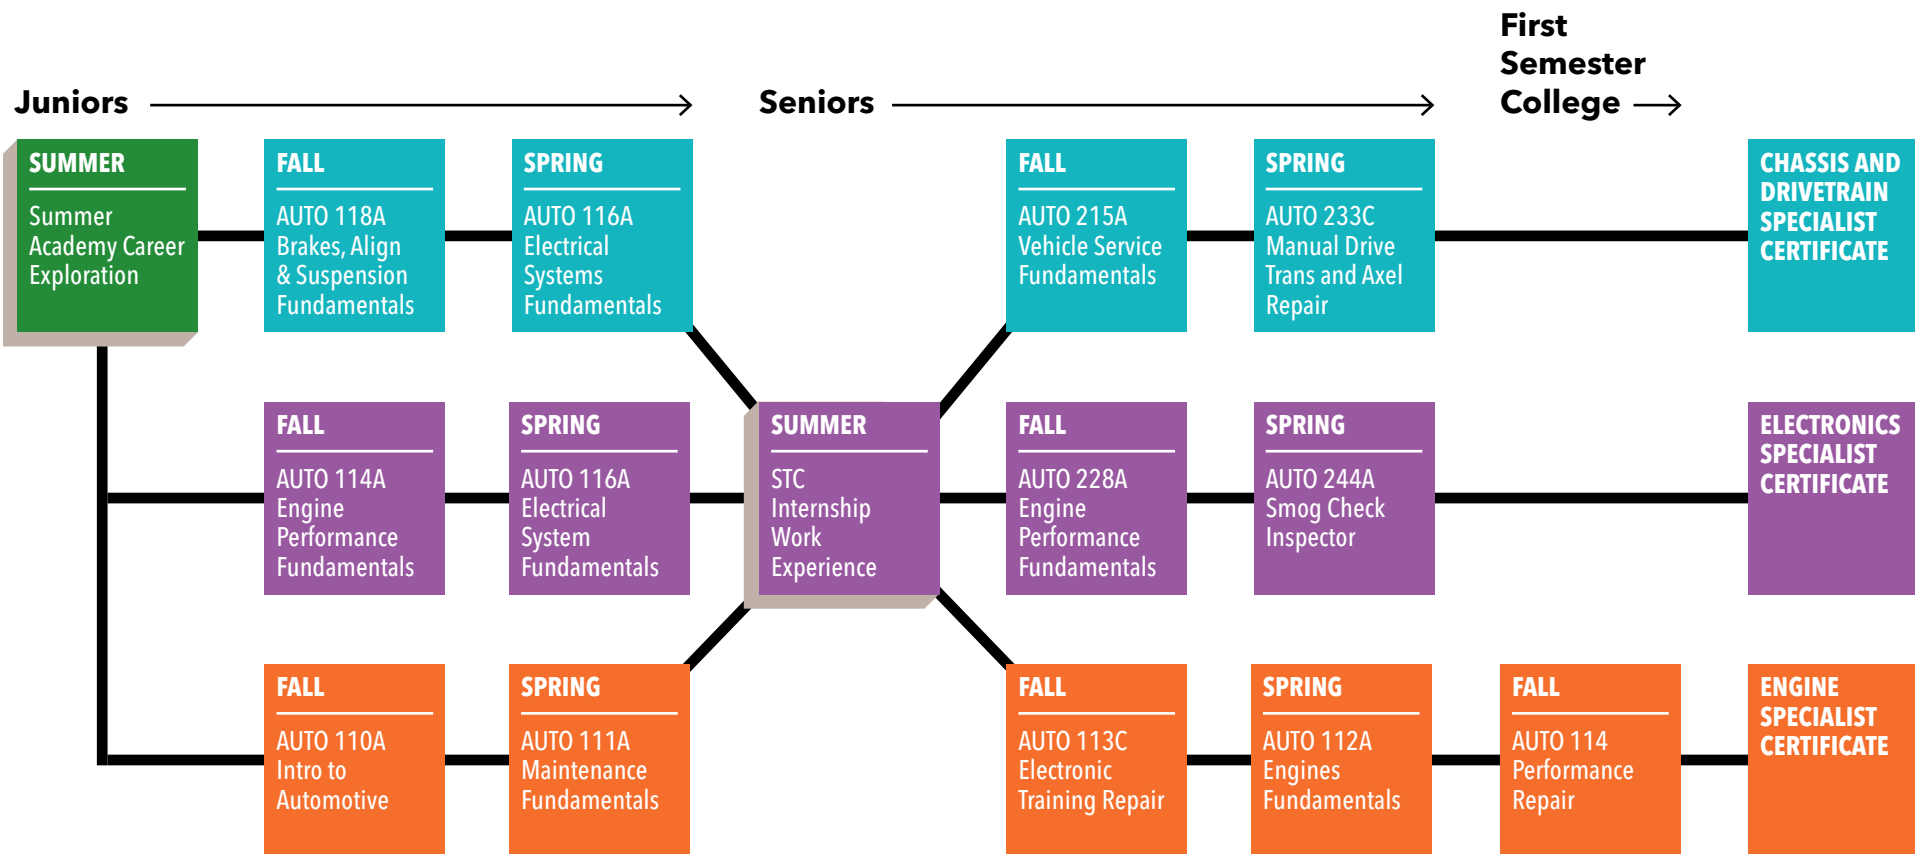 First
Semester
College
Juniors
Seniors
SUMMER
Summer
Academy Career
Exploration
FALL
AUTO 118A
Brakes, Align
& Suspension
Fundamentals
SPRING
AUTO 116A
Electrical
Systems
Fundamentals
FALL
AUTO 215A
Vehicle Service
Fundamentals
SPRING
AUTO 233C
Manual Drive
Trans and Axel
Repair
CHASSIS AND
DRIVETRAIN
SPECIALIST
CERTIFICATE
FALL
AUTO 114A
Engine
Performance
Fundamentals
SPRING
AUTO 116A
Electrical
System
Fundamentals
SUMMER
STC
Internship
Work
Experience
FALL
AUTO 228A
Engine
Performance
Fundamentals
SPRING
AUTO 244A
Smog Check
Inspector
ELECTRONICS
SPECIALIST
CERTIFICATE
FALL
AUTO 110A
Intro to
Automotive
SPRING
AUTO 111A
Maintenance
Fundamentals
FALL
AUTO 113C
Electronic
Training Repair
SPRING
AUTO 112A
Engines
Fundamentals
FALL
AUTO 114
Performance
Repair
ENGINE
SPECIALIST
CERTIFICATE